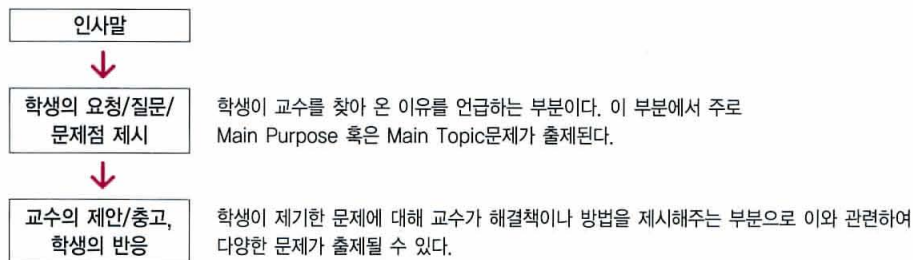 인사말
학생의 요청/질문/
문제점 제시
학생이 교수를 찾아 온 이유를 언급하는 부분이다. 이 부분에서 주로
Main Purpose 혹은 Main Topic문제가 출제된다.
교수의 제안/충고,
학생의 반응
학생이 제기한 문제에 대해 교수가 해결책이나 방법을 제시해주는 부분으로 이와 관련하여
다양한 문제가 출제될 수 있다.